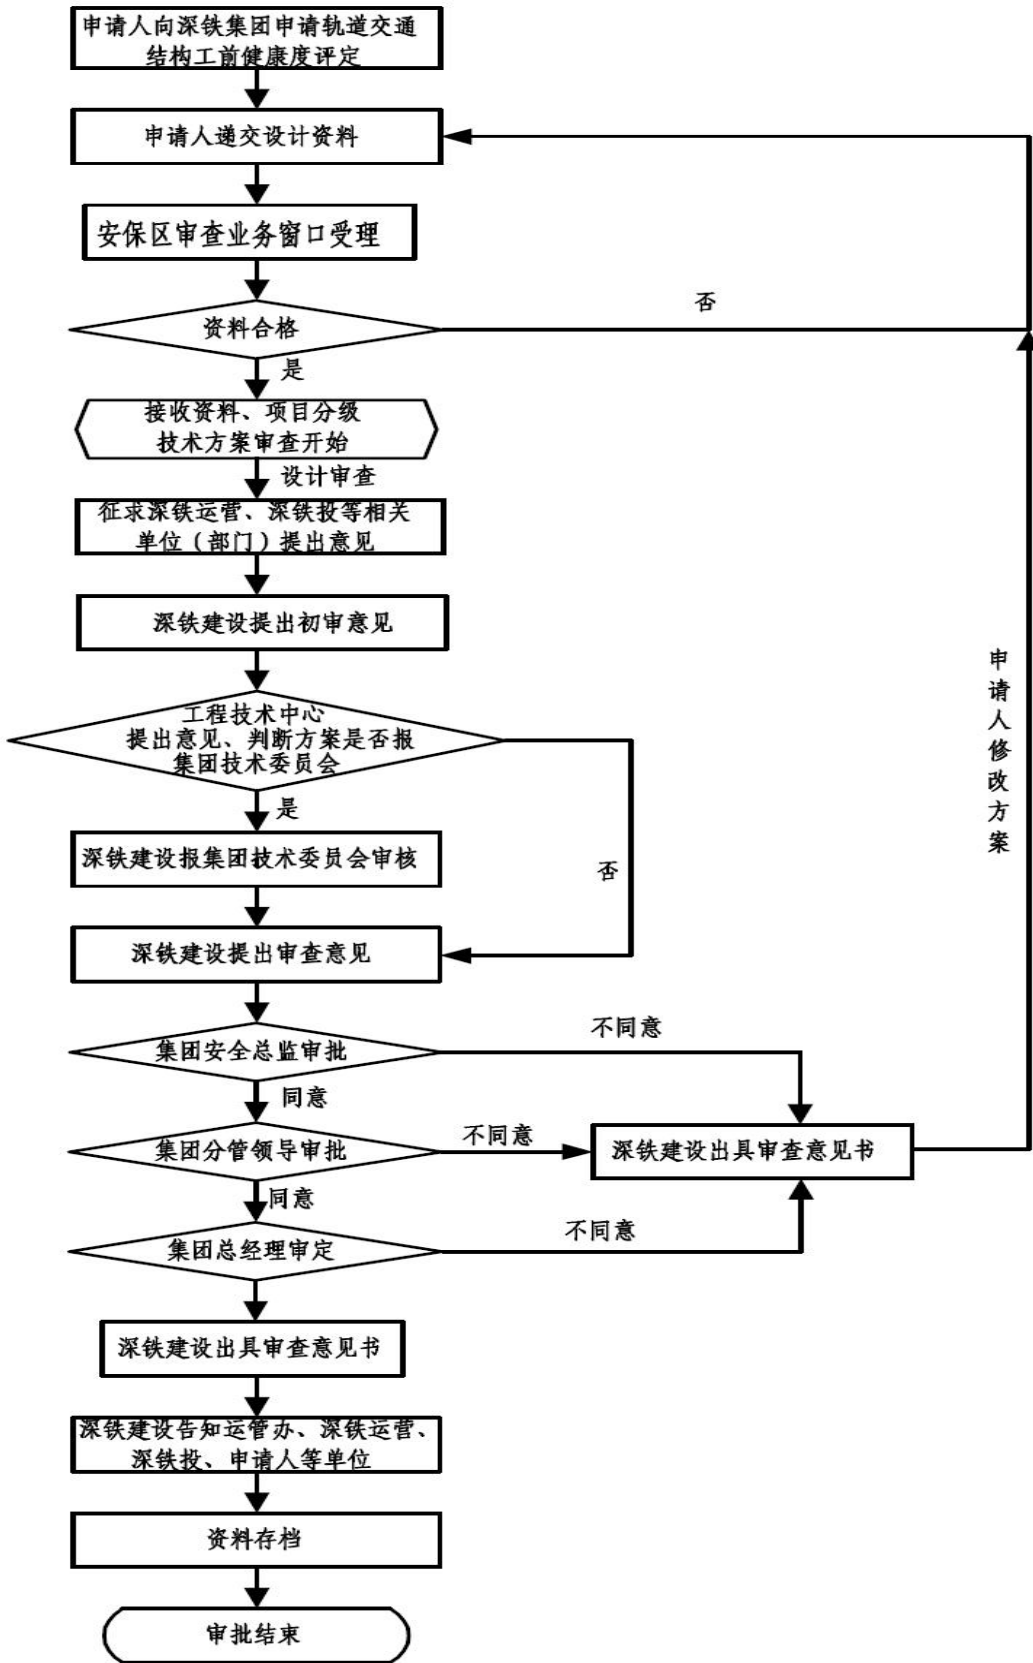 申请人向深铁集团申请轨道交通
结构工前健康度评定
申请人递交设计资料
安保区审查业务窗口受理
资料合格
否
是
接收资料、项目分级
技术方案审查开始
设计审查
征求深铁运营、深铁投等相关
单位（部门）提出意见
深铁建设提出初审意见
工程技术中心
提出意见、判断方案是否报
集团技术委员会
是
否
深铁建设报集团技术委员会审核
深铁建设提出审查意见
集团安全总监审批
不同意
同意
集团分管领导审批
不同意
深铁建设出具审查意见书
申请人修改方案
同意
集团总经理审定
不同意
深铁建设出具审查意见书
深铁建设告知运管办、深铁运营、
深铁投、申请人等单位
资料存档
审批结束